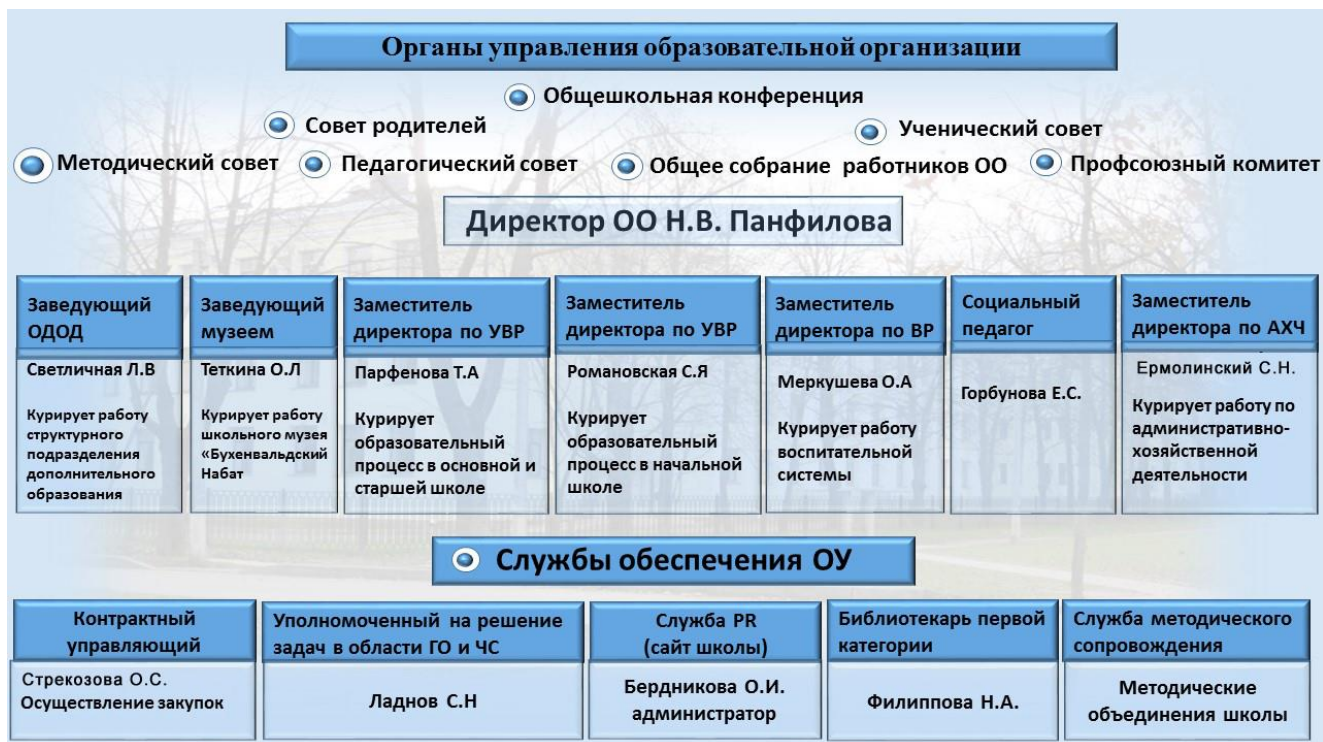 Органы управления образовательной организации
Общешкольная конференция
Совет родителей
Ученический совет
Методический совет
Педагогический совет
Общее собрание работников ОО
Профсоюзный комитет
Директор ОО Н.В. Панфилова
Заведующий
ОДОД
Светличная Л.В
Курирует работу
структурного
подразделения
дополнительного
образования
Заведующий
музеем
Теткина О.Л
Курирует работу
школьного музея
«Бухенвальдский
Набат
Заместитель
директора по УВР
Парфенова Т.А
Курирует
образовательный
процесс в основной и
старшей школе
Заместитель
директора по УВР
Романовская С.Я
Курирует
образовательный
процесс в начальной
школе
Заместитель
директора по ВР
Меркушева О.А
Курирует работу
воспитательной
системы
Социальный
педагог
Горбунова Е.С.
Заместитель
директора по АХЧ
Ермолинский С.Н.
Курирует работу по
административно-
хозяйственной
деятельности
Службы обеспечения ОУ
Контрактный
управляющий
Стрекозова О.С.
Осуществление закупок
Уполномоченный на решение
задач в области ГО и ЧС
Ладнов С.Н
Служба PR
(сайт школы)
Бердникова О.И.
администратор
Библиотекарь первой
категории
Филиппова Н.А.
Служба методического
сопровождения
Методические
объединения школы